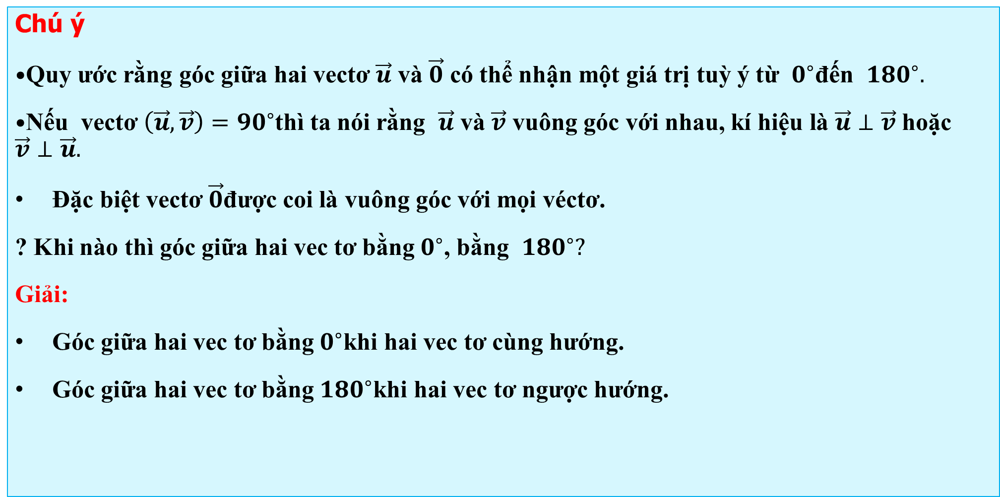 Chú ý
•Quy ước rằng góc giữa hai vectơ $\vec{u}$ và $\vec{0}$ có thể nhận một giá trị tuỳ ý từ 0°đến 180°.
•Nếu vectơ $(\vec{u}, \vec{v})$ = 90°thì ta nói rằng $\vec{u}$ và $\vec{v}$ vuông góc với nhau, kí hiệu là $\vec{u} \perp \vec{v}$ hoặc
$\vec{v} \perp \vec{u}$.
• Đặc biệt vectơ $\vec{0}$được coi là vuông góc với mọi véctơ.
? Khi nào thì góc giữa hai vec tơ bằng 0°, bằng 180°?
Giải:
• Góc giữa hai vec tơ bằng 0°khi hai vec tơ cùng hướng.
• Góc giữa hai vec tơ bằng 180°khi hai vec tơ ngược hướng.